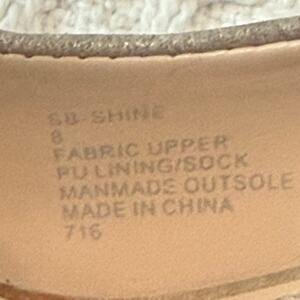 SB-SHINE
8
FABRIC UPPER
PU LINING/SOCK
MANMADE OUTSOLE
MADE IN CHINA
716